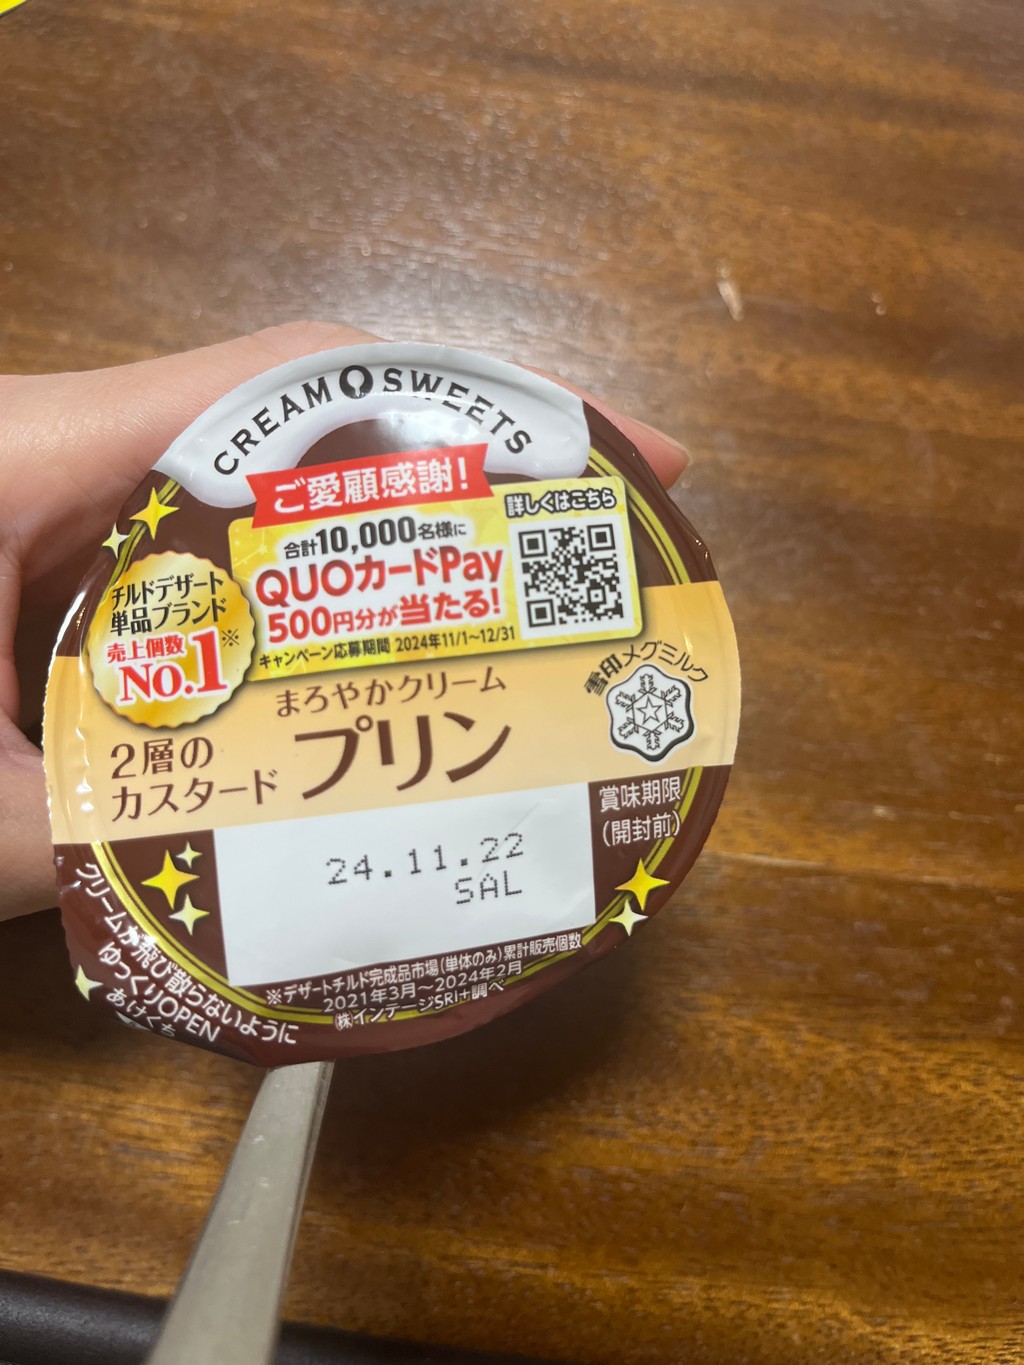 CREAM SWEETS
ご愛顧感謝!
合計10,000名様に
QUOカードPay
500円分が当たる!
キャンペーン応募期間 2024年11/1~12/31
詳しくはこちら
チルドデザート
単品ブランド
売上個数※
No.1
雪印メグミルク
まろやかクリーム
2層の
カスタード
プリン
賞味期限
(開封前)
24.11.22
SAL
※デザートチルド完成品市場(単体のみ)累計販売個数
2021年3月~2024年2月
㈱インテージSRI+調べ
クリームが飛び散らないように
ゆっくりOPEN
あけくち